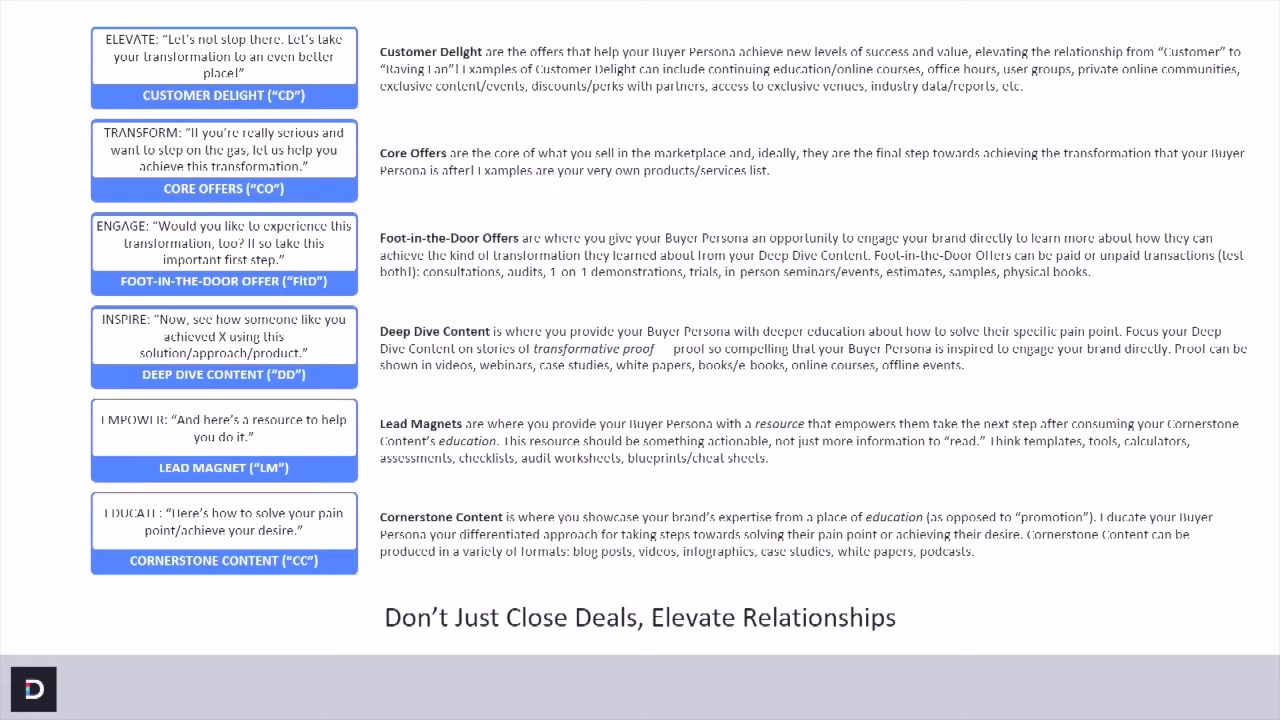 ELEVATE: “Let’s not stop there. Let’s take
your transformation to an even better
place!”
CUSTOMER DELIGHT (“CD”)
Customer Delight are the offers that help your Buyer Persona achieve new levels of success and value, elevating the relationship from “Customer” to
“Raving Fan”! Examples of Customer Delight can include continuing education/online courses, office hours, user groups, private online communities,
exclusive content/events, discounts/perks with partners, access to exclusive venues, industry data/reports, etc.
TRANSFORM: “If you’re really serious and
want to step on the gas, let us help you
achieve this transformation.”
CORE OFFERS (“CO”)
Core Offers are the core of what you sell in the marketplace and, ideally, they are the final step towards achieving the transformation that your Buyer
Persona is after! Examples are your very own products/services list.
ENGAGE: “Would you like to experience this
transformation, too? If so take this
important first step.”
FOOT-IN-THE-DOOR OFFER (“FitD”)
Foot-in-the-Door Offers are where you give your Buyer Persona an opportunity to engage your brand directly to learn more about how they can
achieve the kind of transformation they learned about from your Deep Dive Content. Foot-in-the-Door Offers can be paid or unpaid transactions (test
both!): consultations, audits, 1-on-1 demonstrations, trials, in-person seminars/events, estimates, samples, physical books.
INSPIRE: “Now, see how someone like you
achieved X using this
solution/approach/product.”
DEEP DIVE CONTENT (“DD”)
Deep Dive Content is where you provide your Buyer Persona with deeper education about how to solve their specific pain point. Focus your Deep
Dive Content on stories of transformative proof proof so compelling that your Buyer Persona is inspired to engage your brand directly. Proof can be
shown in videos, webinars, case studies, white papers, books/e-books, online courses, offline events.
EMPOWER: “And here’s a resource to help
you do it.”
LEAD MAGNET (“LM”)
Lead Magnets are where you provide your Buyer Persona with a resource that empowers them take the next step after consuming your Cornerstone
Content’s education. This resource should be something actionable, not just more information to “read.” Think templates, tools, calculators,
assessments, checklists, audit worksheets, blueprints/cheat sheets.
EDUCATE: “Here’s how to solve your pain
point/achieve your desire.”
CORNERSTONE CONTENT (“CC”)
Cornerstone Content is where you showcase your brand’s expertise from a place of education (as opposed to “promotion”). Educate your Buyer
Persona your differentiated approach for taking steps towards solving their pain point or achieving their desire. Cornerstone Content can be
produced in a variety of formats: blog posts, videos, infographics, case studies, white papers, podcasts.
Don’t Just Close Deals, Elevate Relationships
D